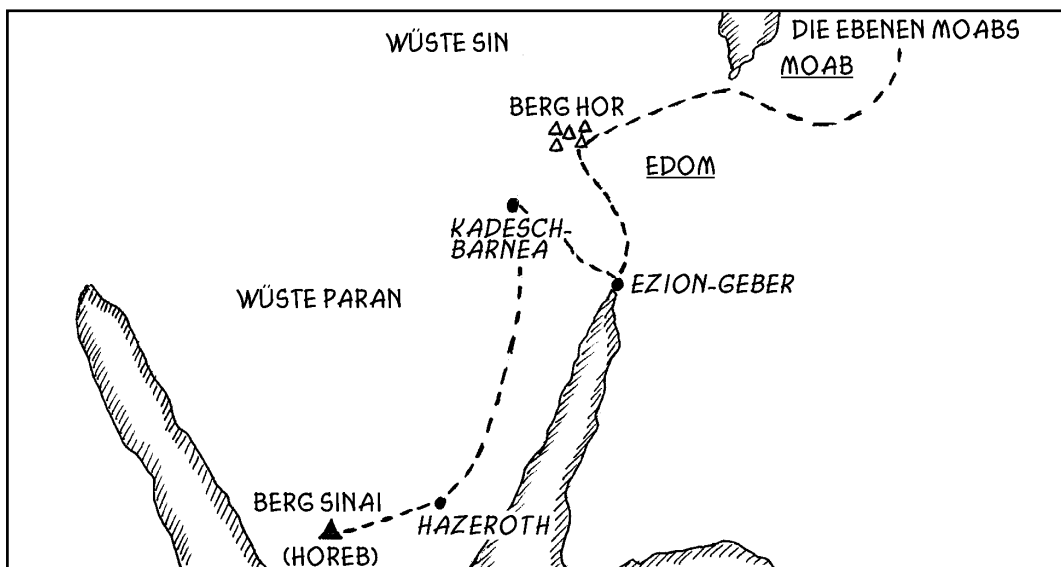 WÜSTE SIN
DIE EBENEN MOABS
MOAB
BERG HOR
EDOM
KADESCH-
BARNEA
EZION-GEBER
WÜSTE PARAN
BERG SINAI
(HOREB)
HAZEROTH